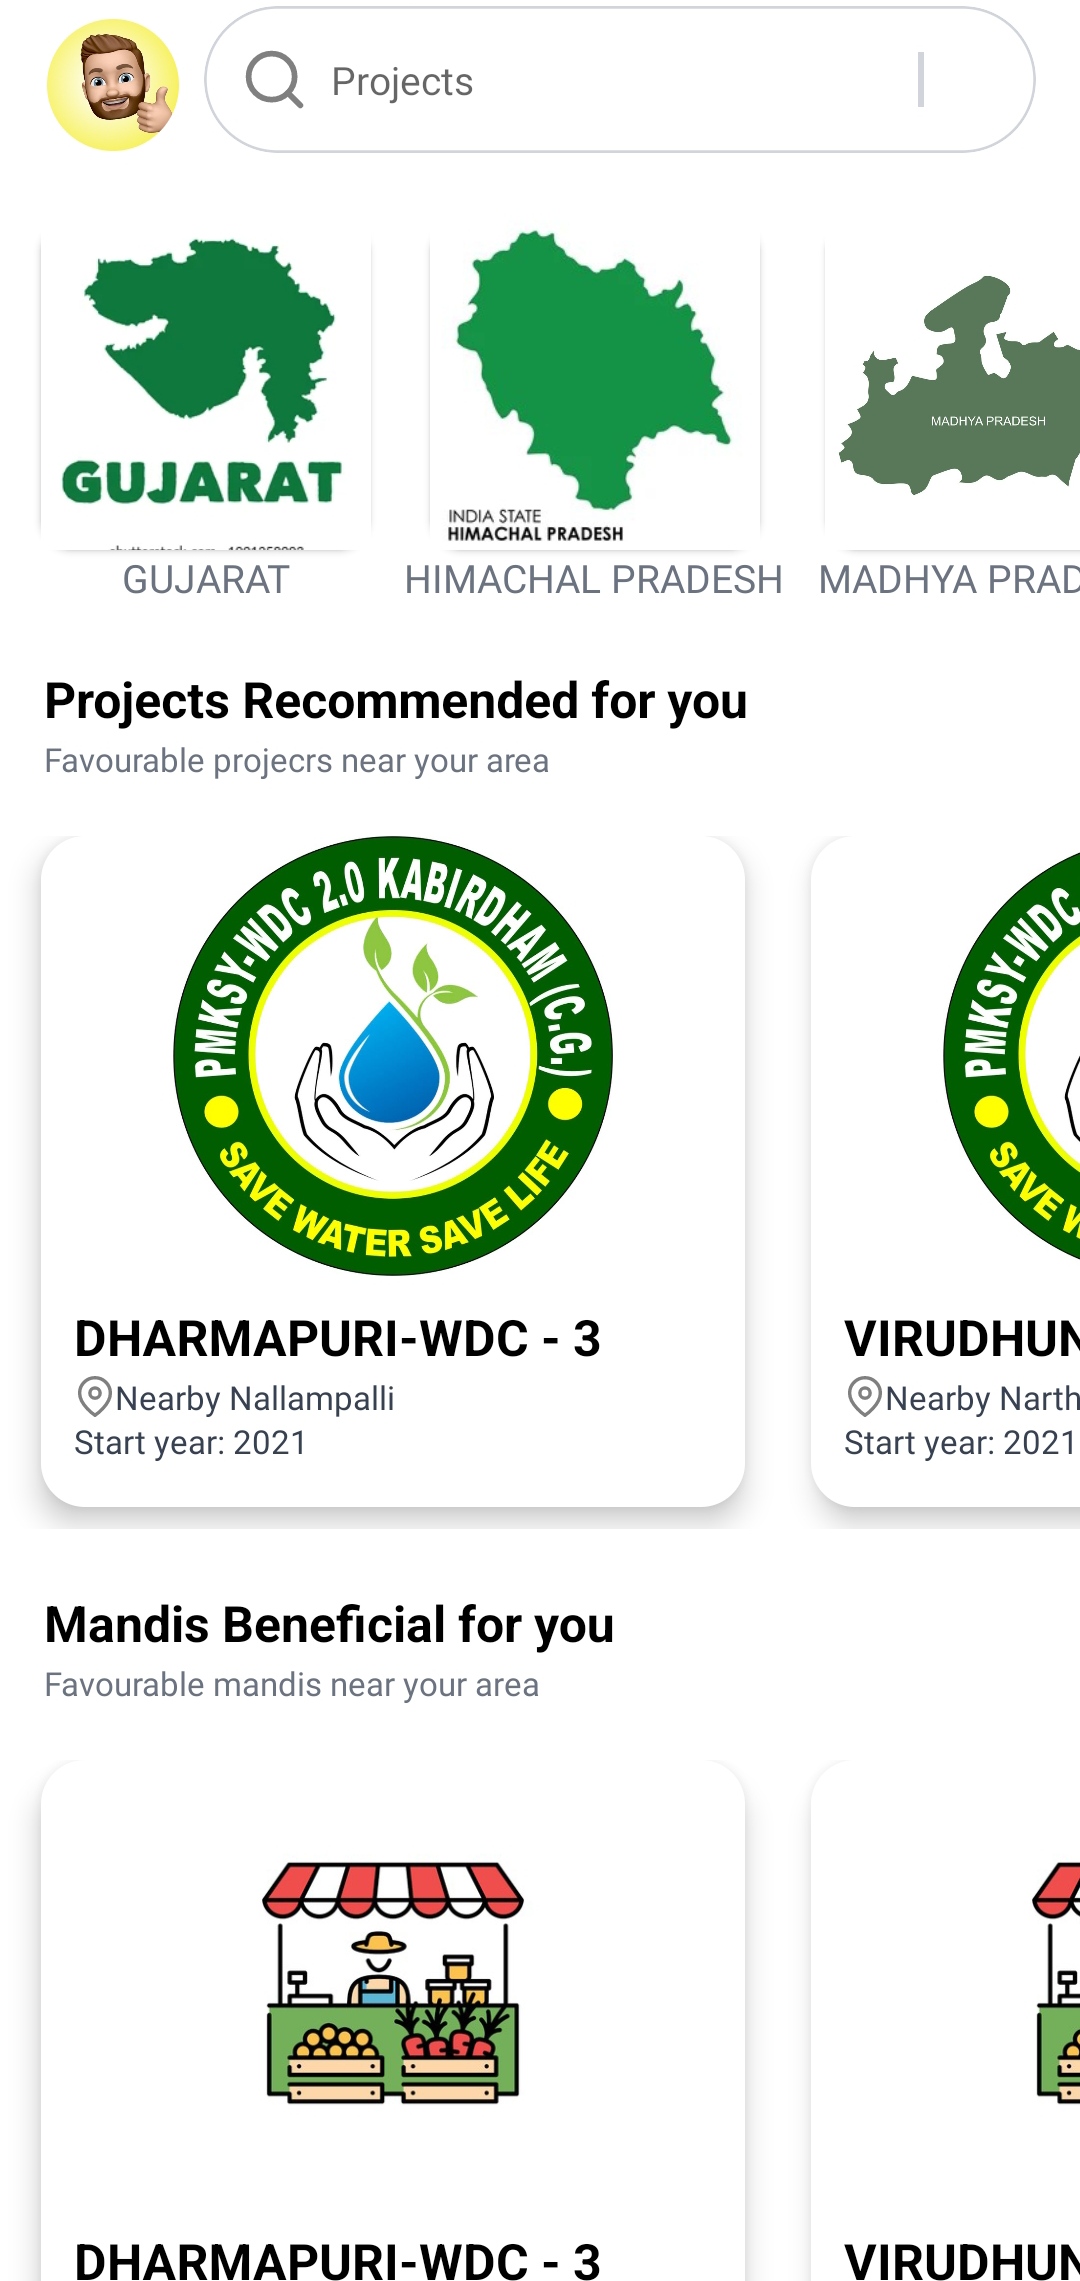 Projects
GUJARAT
INDIA STATE
HIMACHAL PRADESH
MADHYA PRADESH
GUJARAT
HIMACHAL PRADESH
MADHYA PRAD
Projects Recommended for you
Favourable projecrs near your area
PMKSY-WDC 2.0 KABIRDHAM (C.G.)
SAVE WATER SAVE LIFE
PMKSY-WDC
SAVE W
DHARMAPURI-WDC - 3
Nearby Nallampalli
Start year: 2021
VIRUDHUN
Nearby Narth
Start year: 2021
Mandis Beneficial for you
Favourable mandis near your area
DHARMAPURI-WDC - 3
VIRUDHUN